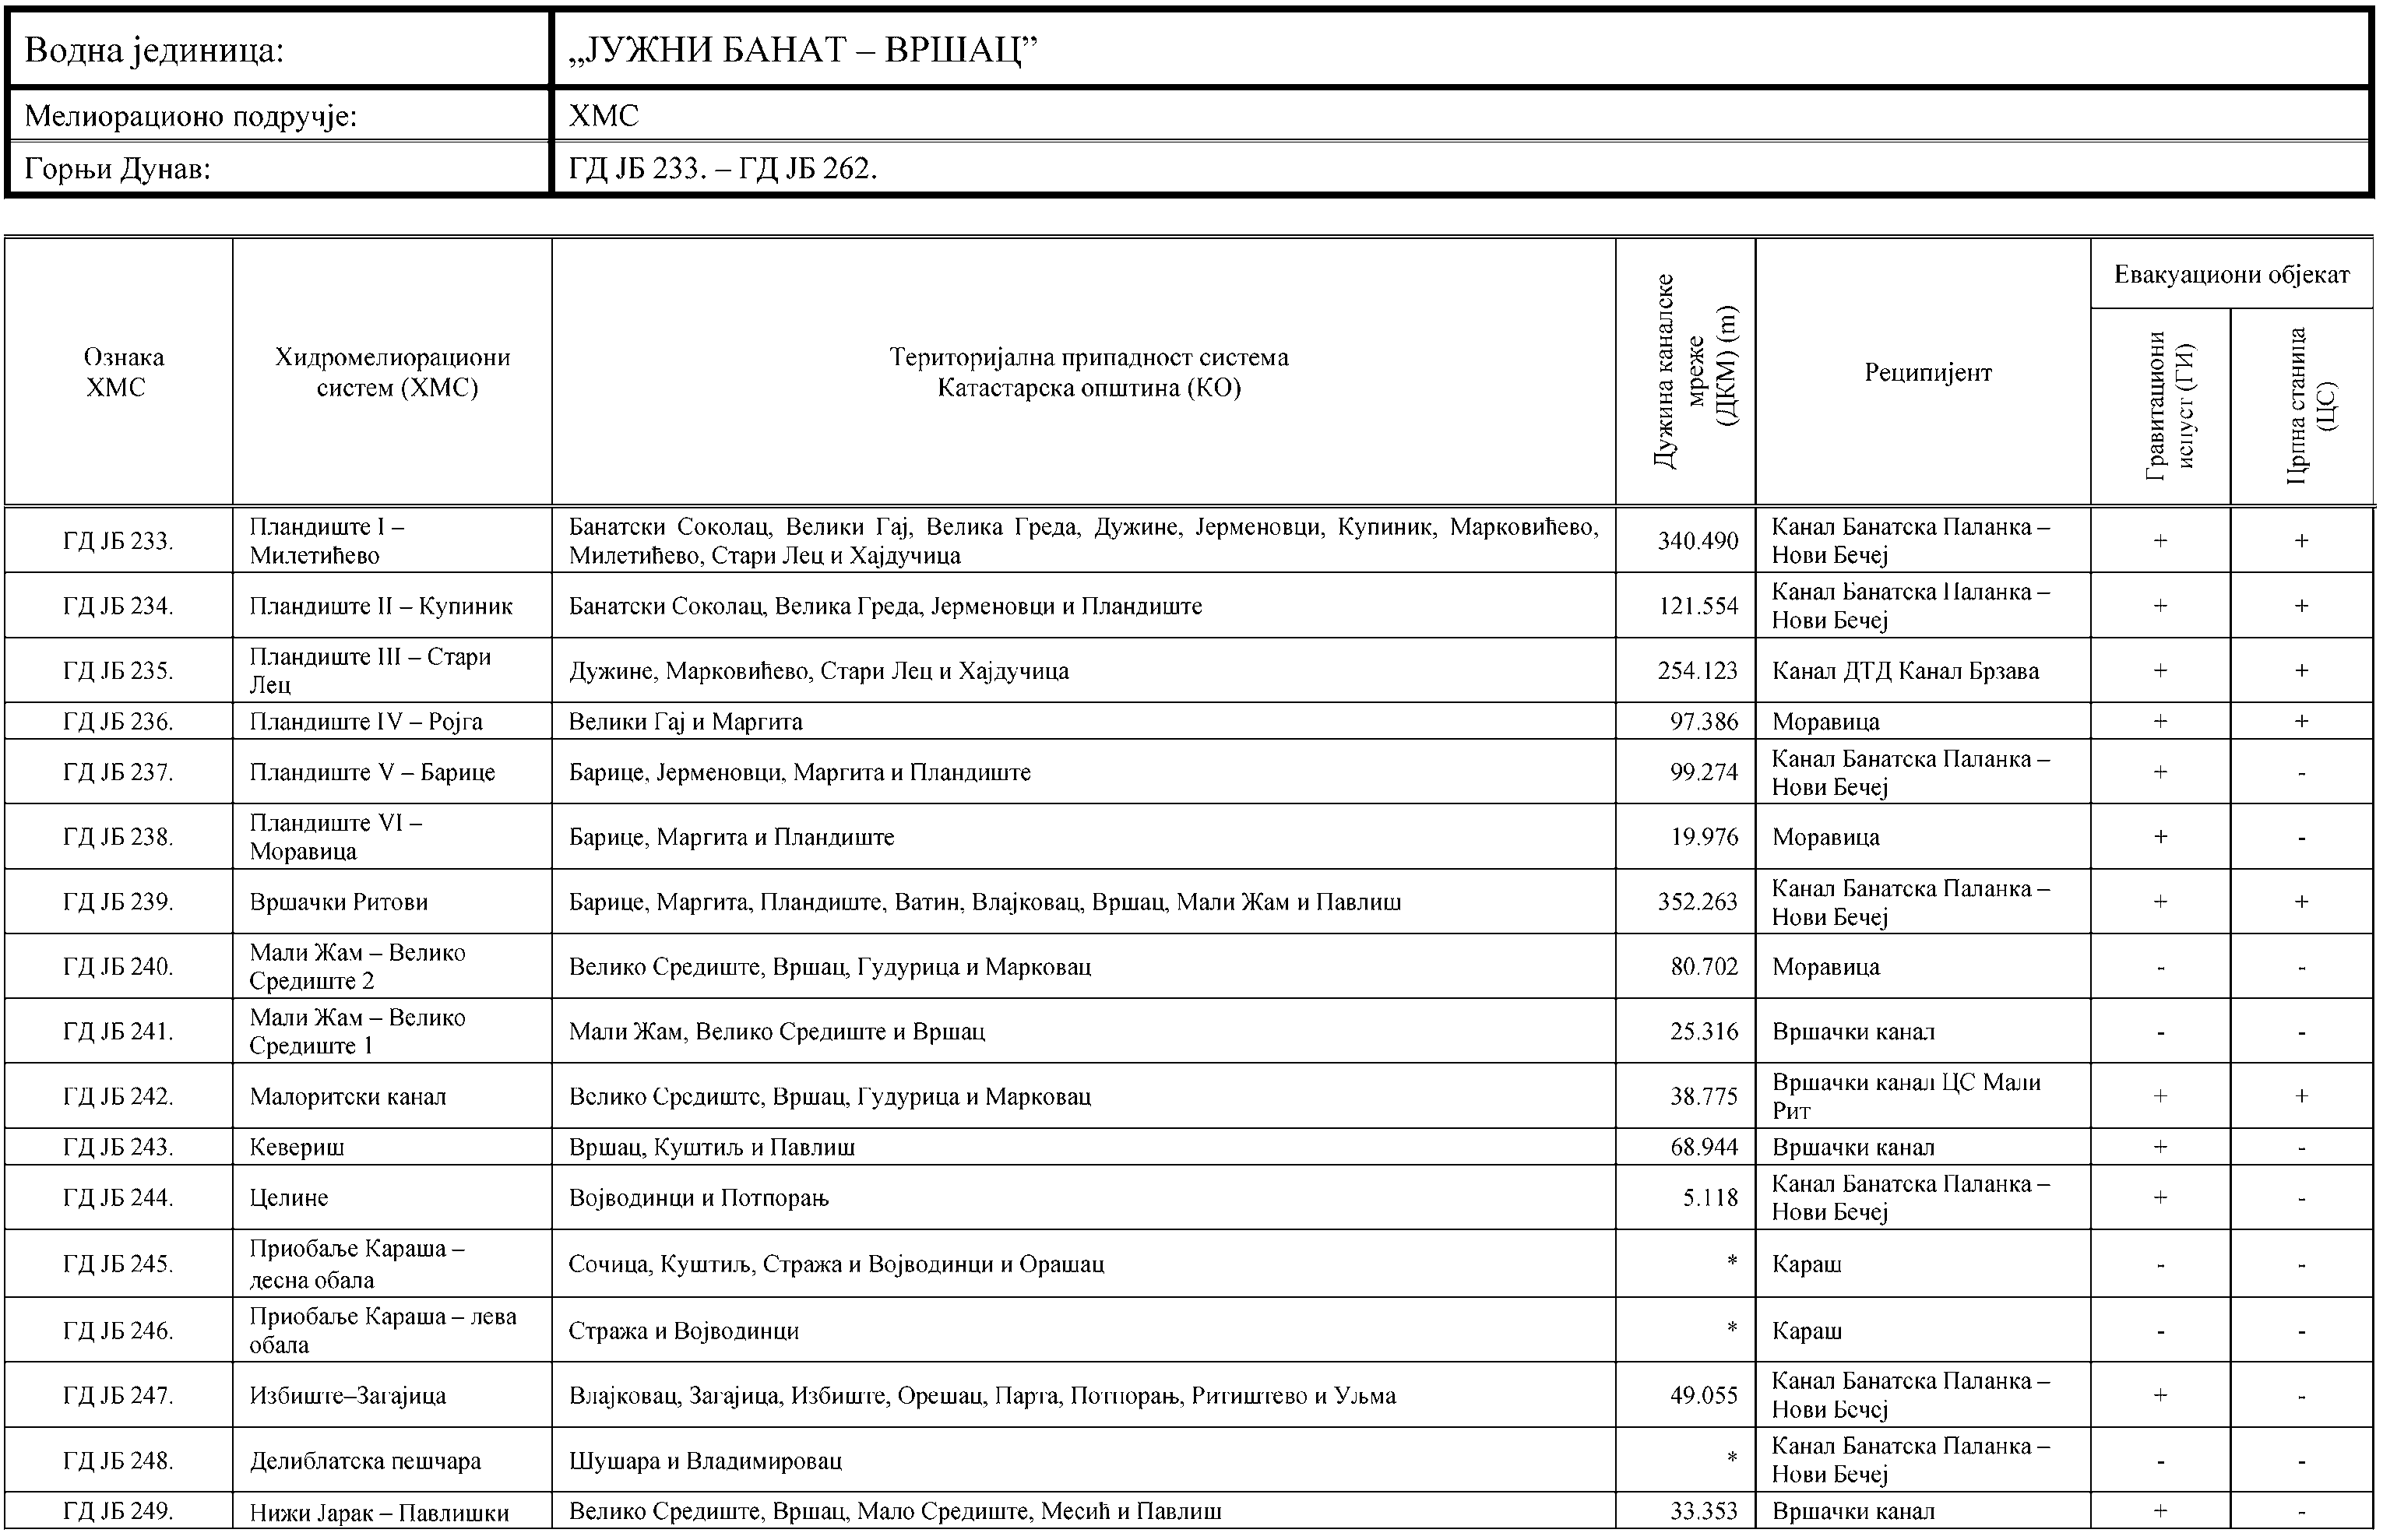 Водна јединица: „ЈУЖНИ БАНАТ – ВРШАЦ”
Мелиорационо подручје: ХМС
Горњи Дунав: ГД ЈБ 233. – ГД ЈБ 262.
Ознака
ХМС
Хидромелиорациони
систем (ХМС)
Територијална припадност система
Катастарска општина (КО)
Дужина каналске
мреже
(ДКМ) (m)
Реципијент
Евакуациони објекат
Гравитациони
испуст (ГИ)
Црпна станица
(ЦС)
ГД ЈБ 233.
Пландиште I –
Милетићево
Банатски Соколац, Велики Гај, Велика Греда, Дужине, Јерменовци, Купиник, Марковићево,
Милетићево, Стари Лец и Хајдучица
340.490
Канал Банатска Паланка –
Нови Бечеј
+ +
ГД ЈБ 234. Пландиште II – Купиник Банатски Соколац, Велика Греда, Јерменовци и Пландиште 121.554
Канал Банатска Паланка –
Нови Бечеј
+ +
ГД ЈБ 235.
Пландиште III – Стари
Лец
Дужине, Марковићево, Стари Лец и Хајдучица 254.123 Канал ДТД Канал Брзава + +
ГД ЈБ 236. Пландиште IV – Ројга Велики Гај и Маргита 97.386 Моравица + +
ГД ЈБ 237. Пландиште V – Барице Барице, Јерменовци, Маргита и Пландиште 99.274
Канал Банатска Паланка –
Нови Бечеј
+ -
ГД ЈБ 238.
Пландиште VI –
Моравица
Барице, Маргита и Пландиште 19.976 Моравица + -
ГД ЈБ 239. Вршачки Ритови Барице, Маргита, Пландиште, Ватин, Влајковац, Вршац, Мали Жам и Павлиш 352.263
Канал Банатска Паланка –
Нови Бечеј
+ +
ГД ЈБ 240.
Мали Жам – Велико
Средиште 2
Велико Средиште, Вршац, Гудурица и Марковац 80.702 Моравица - -
ГД ЈБ 241.
Мали Жам – Велико
Средиште 1
Мали Жам, Велико Средиште и Вршац 25.316 Вршачки канал - -
ГД ЈБ 242. Малоритски канал Велико Средиште, Вршац, Гудурица и Марковац 38.775
Вршачки канал ЦС Мали
Рит
+ +
ГД ЈБ 243. Кевериш Вршац, Куштиљ и Павлиш 68.944 Вршачки канал + -
ГД ЈБ 244. Целине Војводинци и Потпорањ 5.118
Канал Банатска Паланка –
Нови Бечеј
+ -
ГД ЈБ 245.
Приобаље Караша –
десна обала
Сочица, Куштиљ, Стража и Војводинци и Орашац * Караш - -
ГД ЈБ 246.
Приобаље Караша – лева
обала
Стража и Војводинци * Караш - -
ГД ЈБ 247. Избиште–Загајица Влајковац, Загајица, Избиште, Орешац, Парта, Потпорањ, Ритиштево и Уљма 49.055
Канал Банатска Паланка –
Нови Бечеј
+ -
ГД ЈБ 248. Делиблатска пешчара Шушара и Владимировац *
Канал Банатска Паланка –
Нови Бечеј
- -
ГД ЈБ 249. Нижи Јарак – Павлишки Велико Средиште, Вршац, Мало Средиште, Месић и Павлиш 33.353 Вршачки канал + -